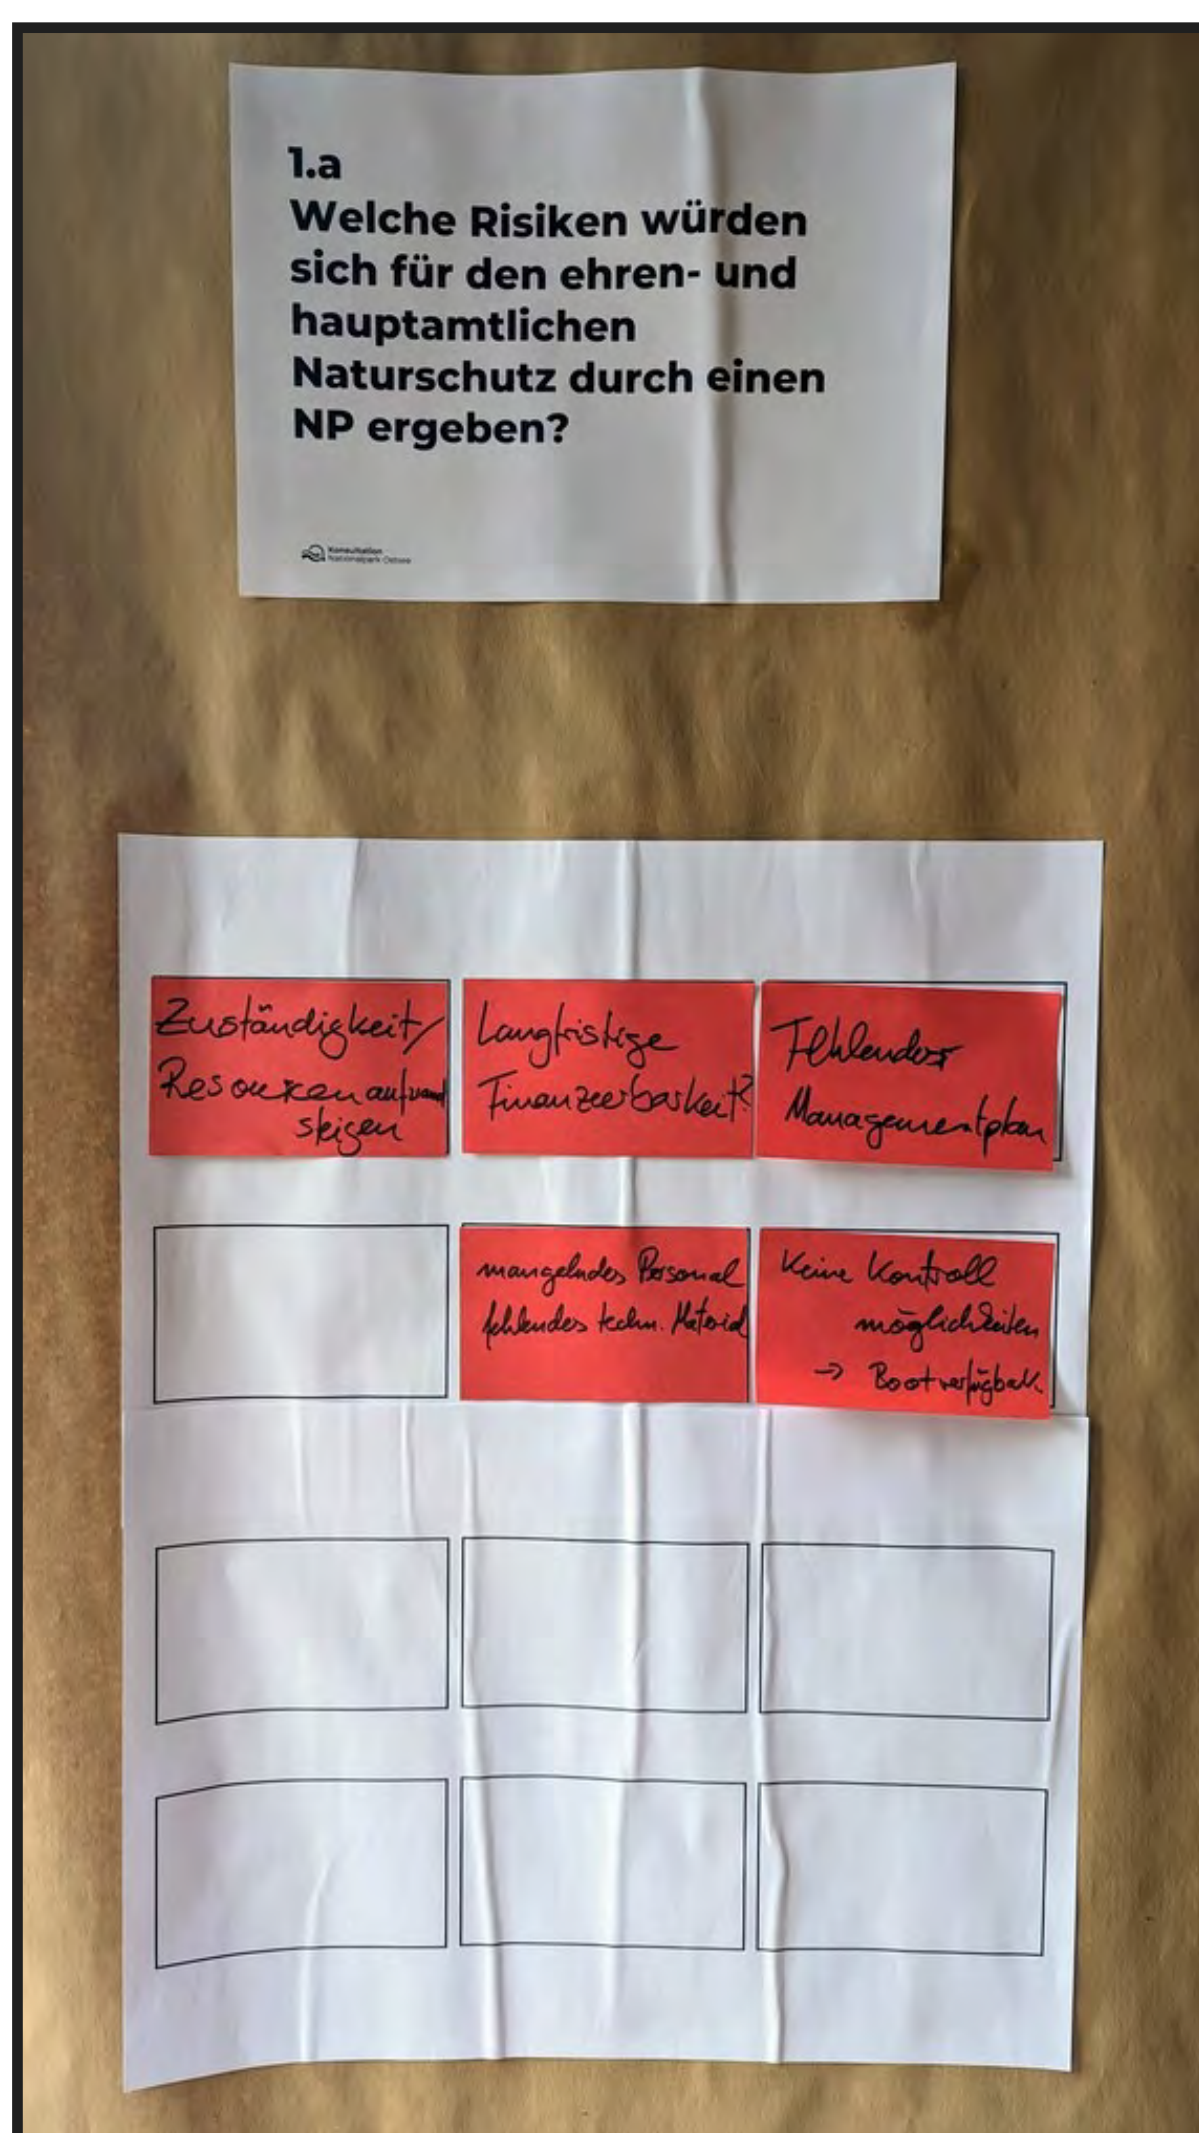 1.a
Welche Risiken würden
sich für den ehren- und
hauptamtlichen
Naturschutz durch einen
NP ergeben?
Konsultation
Nationalpark Ostsee
Zuständigkeit/
Resourcenaufwand
steigen
Langfristige
Finanzierbarkeit?
Fehlender
Managementplan
mangelndes Personal
fehlendes techn. Material
Keine Kontroll
möglichkeiten
→ Bootverfügbark.